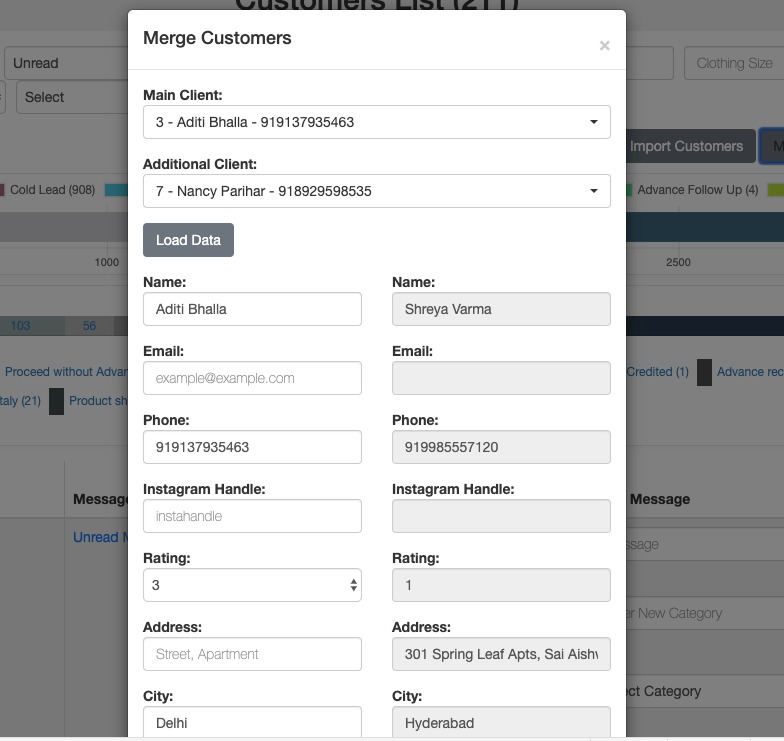 Customers List (211)
Merge Customers
×
Unread
Clothing Size
Select
Main Client:
3 - Aditi Bhalla - 919137935463
Import Customers
M
Additional Client:
Cold Lead (908)
7 - Nancy Parihar - 918929598535
Advance Follow Up (4)
Load Data
1000
2500
Name:
Name:
Aditi Bhalla
Shreya Varma
103
56
Email:
Email:
Proceed without Advan
example@example.com
Credited (1)
Advance rec
taly (21)
Product sh
Phone:
Phone:
919137935463
919985557120
Instagram Handle:
Instagram Handle:
Message
Message
instahandle
Unread M
ssage
Rating:
Rating:
3
1
er New Category
Address:
Address:
Street, Apartment
301 Spring Leaf Apts, Sai Aishw
City:
City:
ect Category
Delhi
Hyderabad